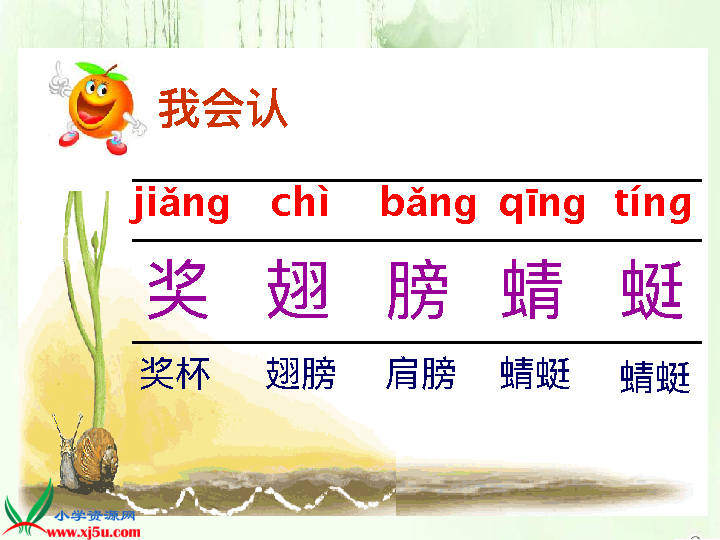 我会认
jiǎng chì bǎng qīng tíng
奖 翅 膀 蜻 蜓
奖杯 翅膀 肩膀 蜻蜓 蜻蜓
小学资源网
www.xj5u.com